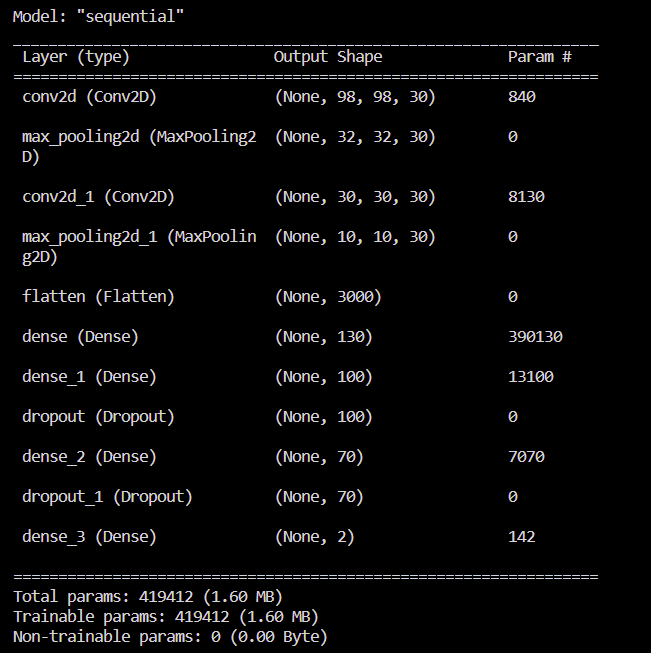 Model: "sequential"
_________________________________________________________________
Layer (type) Output Shape Param #
=================================================================
conv2d (Conv2D) (None, 98, 98, 30) 840
max_pooling2d (MaxPooling2 (None, 32, 32, 30) 0
D)
conv2d_1 (Conv2D) (None, 30, 30, 30) 8130
max_pooling2d_1 (MaxPoolin (None, 10, 10, 30) 0
g2D)
flatten (Flatten) (None, 3000) 0
dense (Dense) (None, 130) 390130
dense_1 (Dense) (None, 100) 13100
dropout (Dropout) (None, 100) 0
dense_2 (Dense) (None, 70) 7070
dropout_1 (Dropout) (None, 70) 0
dense_3 (Dense) (None, 2) 142
=================================================================
Total params: 419412 (1.60 MB)
Trainable params: 419412 (1.60 MB)
Non-trainable params: 0 (0.00 Byte)